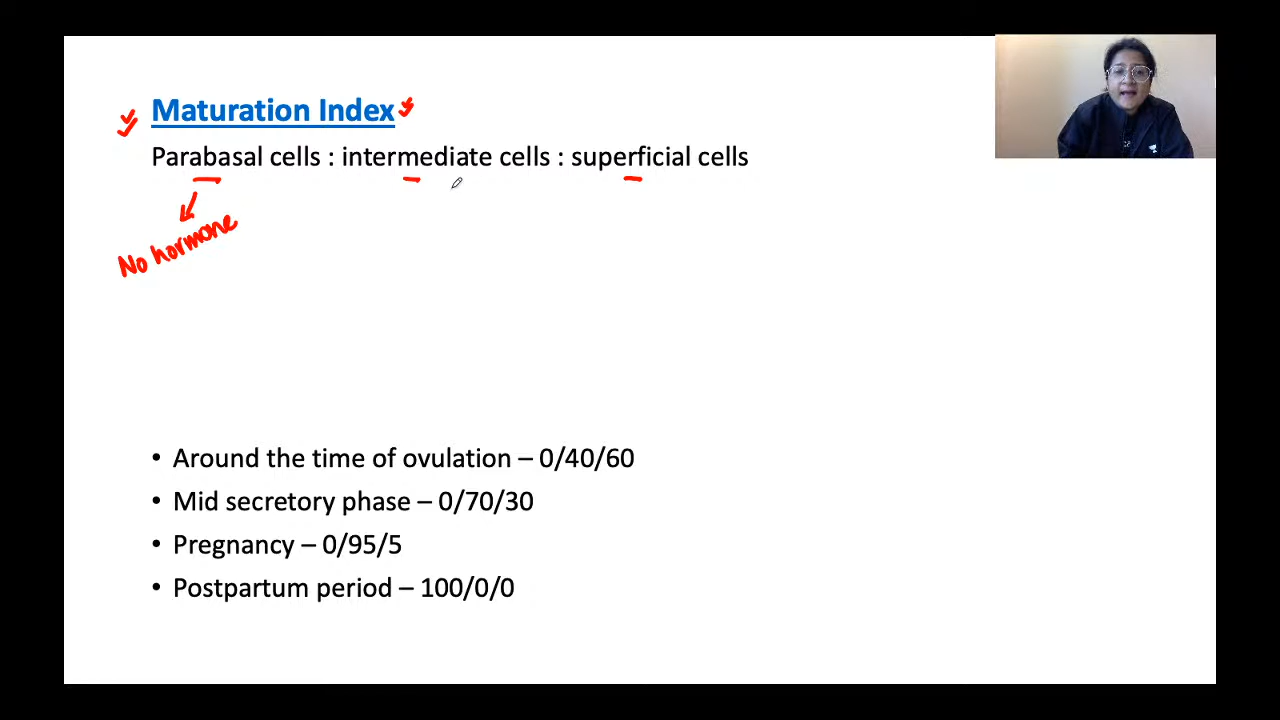 Maturation Index
Parabasal cells : intermediate cells : superficial cells
No hormone
• Around the time of ovulation – 0/40/60
• Mid secretory phase – 0/70/30
• Pregnancy – 0/95/5
• Postpartum period – 100/0/0